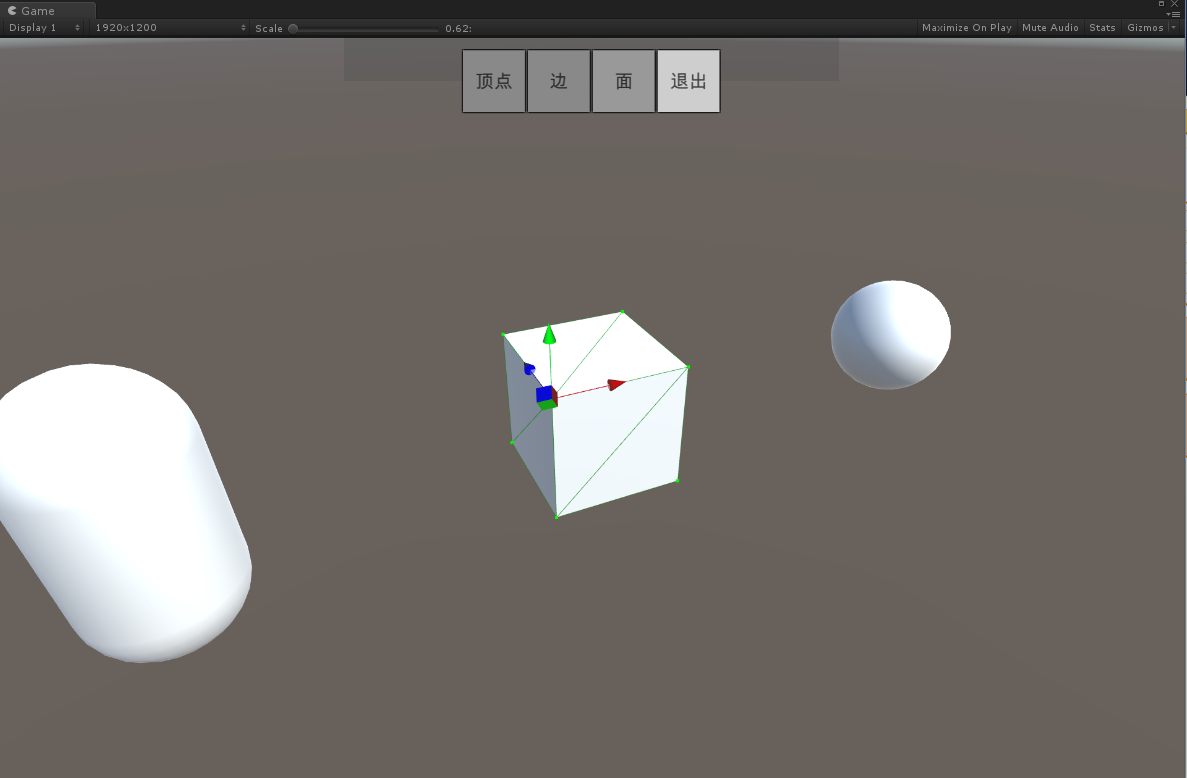 Game
Display 1 1920x1200 Scale 0.62: Maximize On Play Mute Audio Stats Gizmos
顶点 边 面 退出